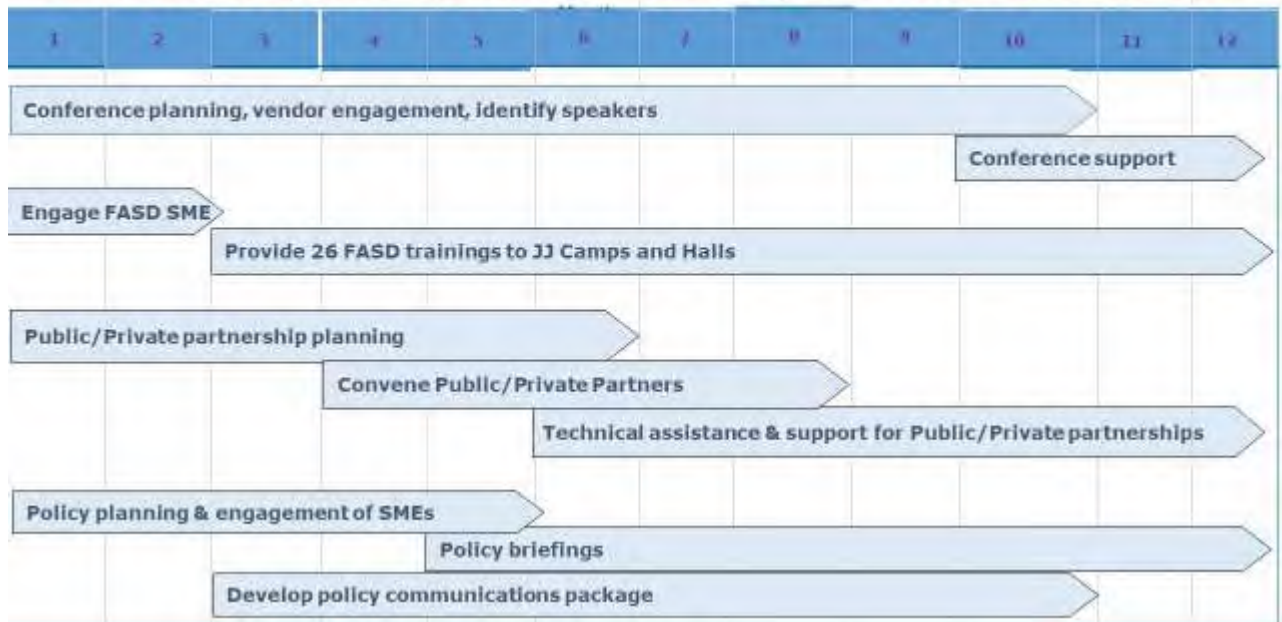 1 2 3 4 5 6 7 8 9 10 11 12
Conference planning, vendor engagement, identify speakers
Conference support
Engage FASD SME
Provide 26 FASD trainings to JJ Camps and Halls
Public/Private partnership planning
Convene Public/Private Partners
Technical assistance & support for Public/Private partnerships
Policy planning & engagement of SMEs
Policy briefings
Develop policy communications package